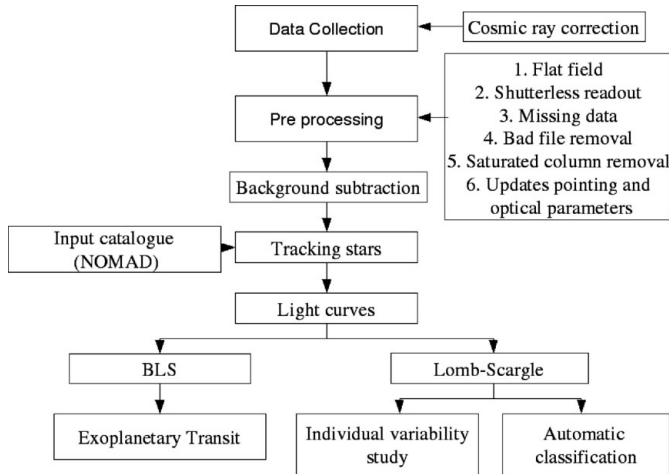 Data Collection
Cosmic ray correction
1. Flat field
2. Shutterless readout
3. Missing data
4. Bad file removal
5. Saturated column removal
6. Updates pointing and
optical parameters
Pre processing
Background subtraction
Input catalogue
(NOMAD)
Tracking stars
Light curves
BLS
Lomb-Scargle
Exoplanetary Transit
Individual variability
study
Automatic
classification